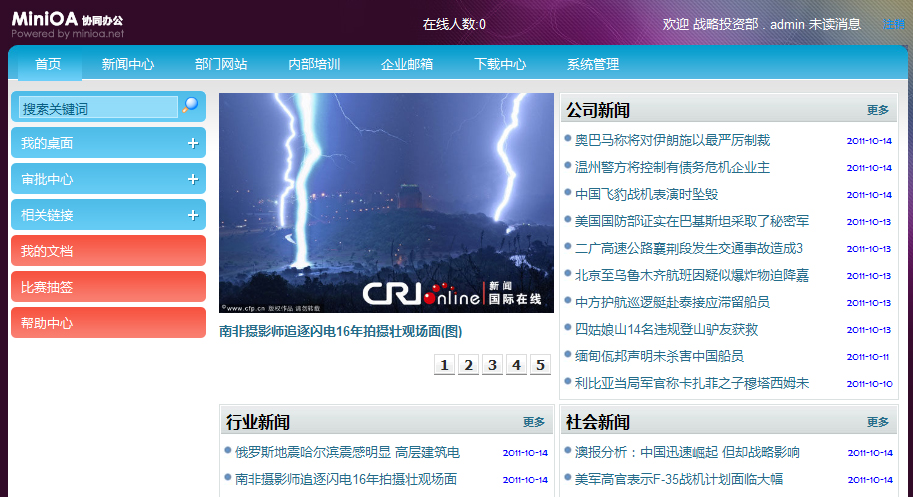 MiniOA 协同办公
Powered by minioa.net
在线人数:0
欢迎 战略投资部 . admin 未读消息 注销
首页 新闻中心 部门网站 内部培训 企业邮箱 下载中心 系统管理
搜索关键词
我的桌面 +
审批中心 +
相关链接 +
我的文档
比赛抽签
帮助中心
CRI online 新闻 国际在线
www.cfp.cn 版权作品 请勿转载
南非摄影师追逐闪电16年拍摄壮观场面(图)
1 2 3 4 5
公司新闻 更多
奥巴马称将对伊朗施以最严厉制裁 2011-10-14
温州警方将控制有债务危机企业主 2011-10-14
中国飞豹战机表演时坠毁 2011-10-14
美国国防部证实在巴基斯坦采取了秘密军 2011-10-13
二广高速公路襄荆段发生交通事故造成3 2011-10-13
北京至乌鲁木齐航班因疑似爆炸物迫降嘉 2011-10-13
中方护航巡逻艇赴泰接应滞留船员 2011-10-13
四姑娘山14名违规登山驴友获救 2011-10-13
缅甸佤邦声明未杀害中国船员 2011-10-11
利比亚当局军官称卡扎菲之子穆塔西姆未 2011-10-10
行业新闻 更多
俄罗斯地震哈尔滨震感明显 高层建筑电 2011-10-14
南非摄影师追逐闪电16年拍摄壮观场面 2011-10-14
社会新闻 更多
澳报分析：中国迅速崛起 但却战略影响 2011-10-14
美军高官表示F-35战机计划面临大幅 2011-10-14